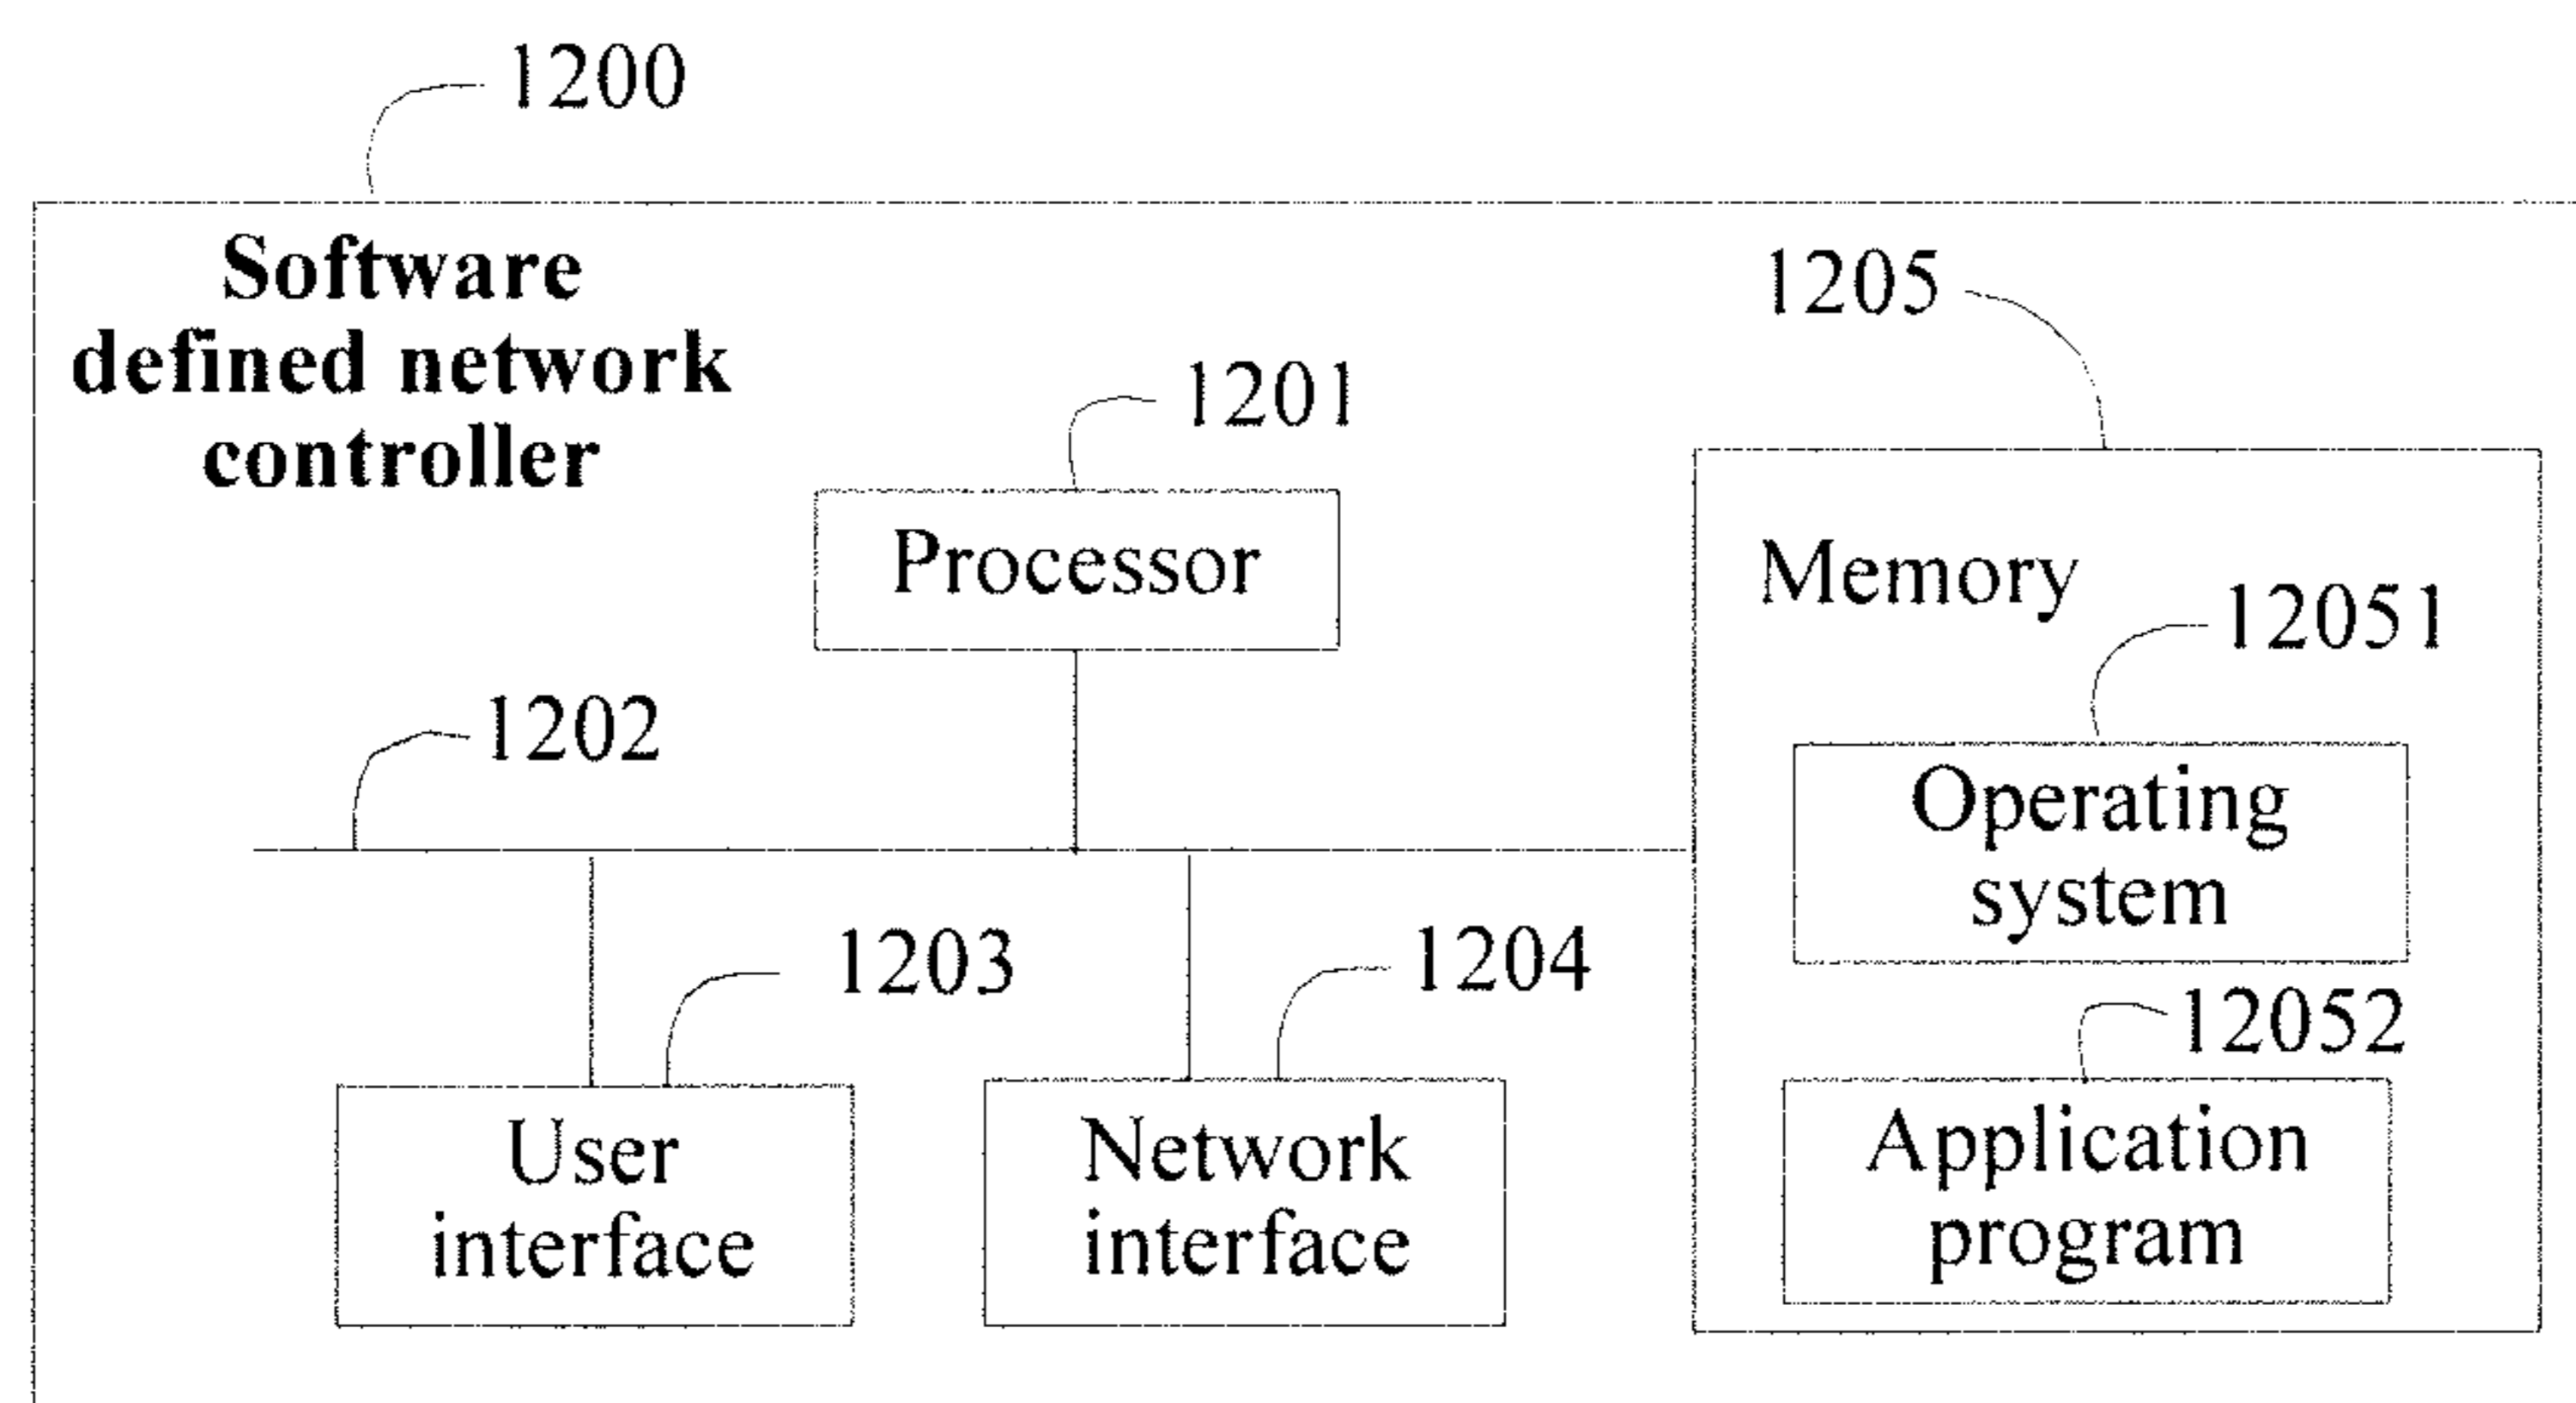 1200
Software
defined network
controller
1205
1201
Processor
Memory
12051
1202
Operating
system
1203
1204
12052
User
interface
Network
interface
Application
program